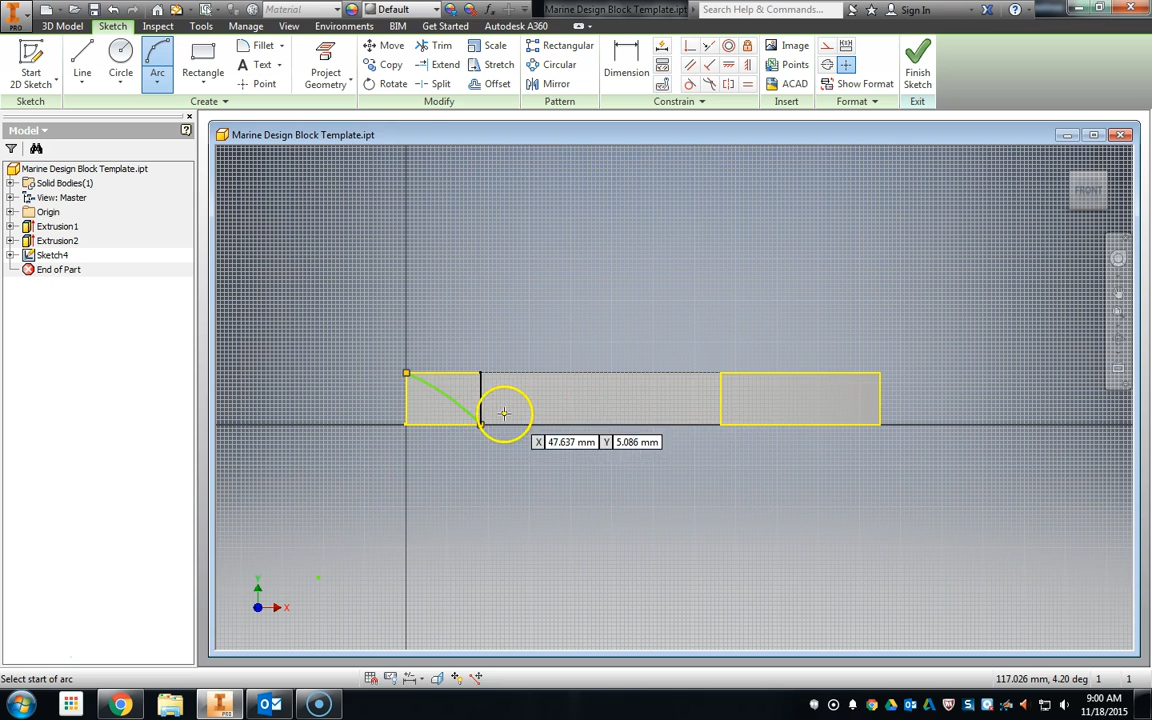 Material
Default
Marine Design Block Template.ipt
Search Help & Commands...
Sign In
PRO
3D Model
Sketch
Inspect
Tools
Manage
View
Environments
BIM
Get Started
Autodesk A360
Start
2D Sketch
Line
Circle
Arc
Rectangle
Fillet
Text
Point
Project
Geometry
Move
Copy
Rotate
Trim
Extend
Split
Scale
Stretch
Offset
Rectangular
Circular
Mirror
Dimension
Image
Points
ACAD
Show Format
Finish
Sketch
Sketch
Create
Modify
Pattern
Constrain
Insert
Format
Exit
Model
Marine Design Block Template.ipt
Marine Design Block Template.ipt
Solid Bodies(1)
View: Master
Origin
Extrusion1
Extrusion2
Sketch4
End of Part
FRONT
X 47.637 mm Y 5.086 mm
Y
X
Select start of arc
117.026 mm, 4.20 deg 1 1
PRO
9:00 AM
11/18/2015